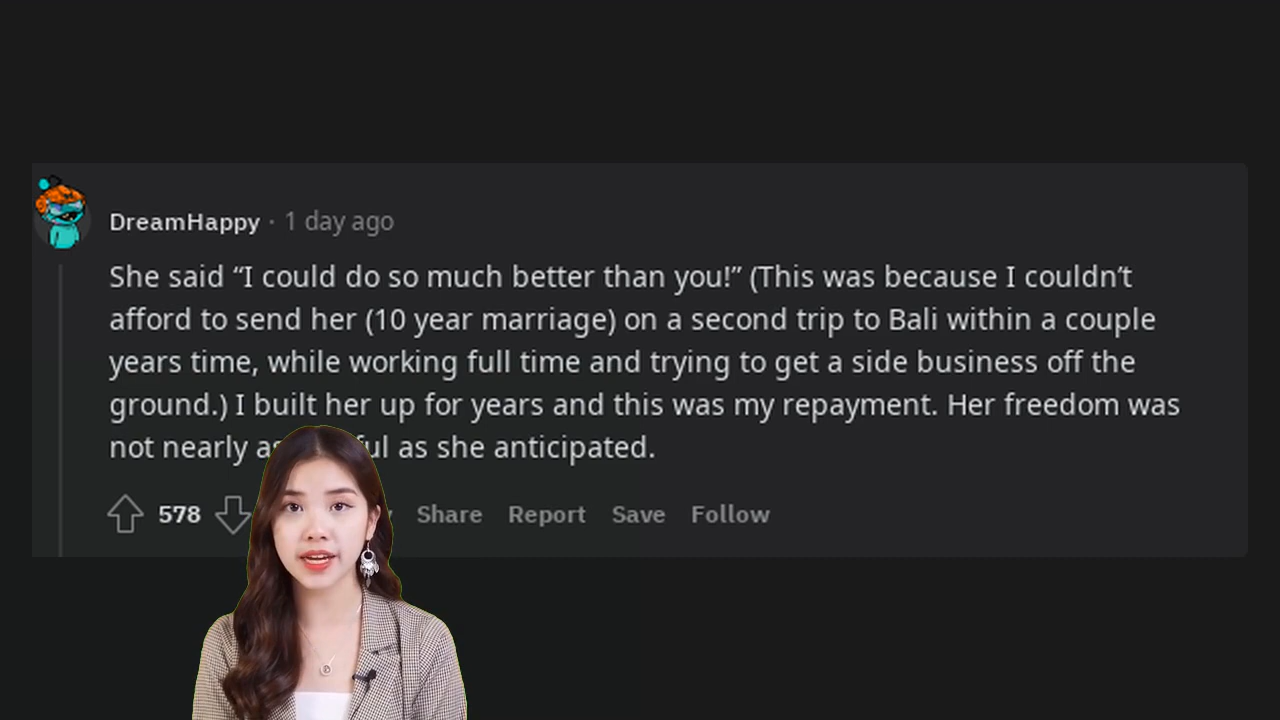 DreamHappy · 1 day ago
She said “I could do so much better than you!” (This was because I couldn’t
afford to send her (10 year marriage) on a second trip to Bali within a couple
years time, while working full time and trying to get a side business off the
ground.) I built her up for years and this was my repayment. Her freedom was
not nearly as she anticipated.
578 Share Report Save Follow